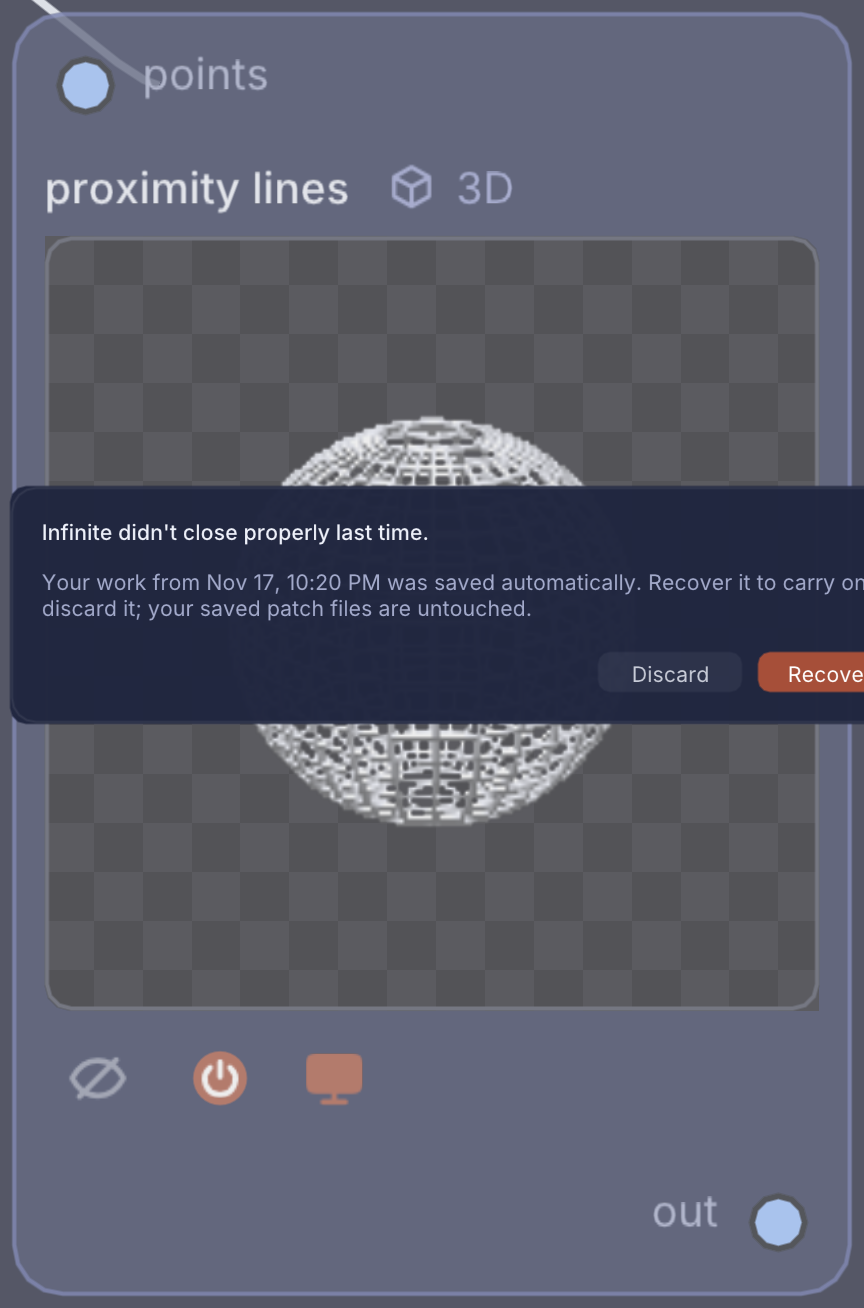 points
proximity lines 3D
Infinite didn't close properly last time.
Your work from Nov 17, 10:20 PM was saved automatically. Recover it to carry on
discard it; your saved patch files are untouched.
Discard Recove
out